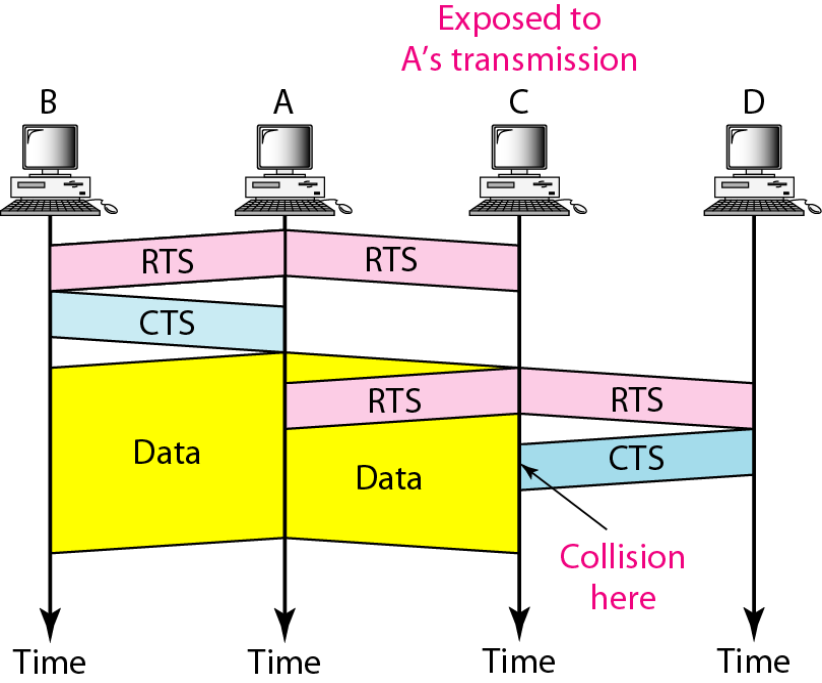 Exposed to
A's transmission
B
A
C
D
RTS
RTS
CTS
RTS
RTS
Data
Data
CTS
Collision
here
Time
Time
Time
Time